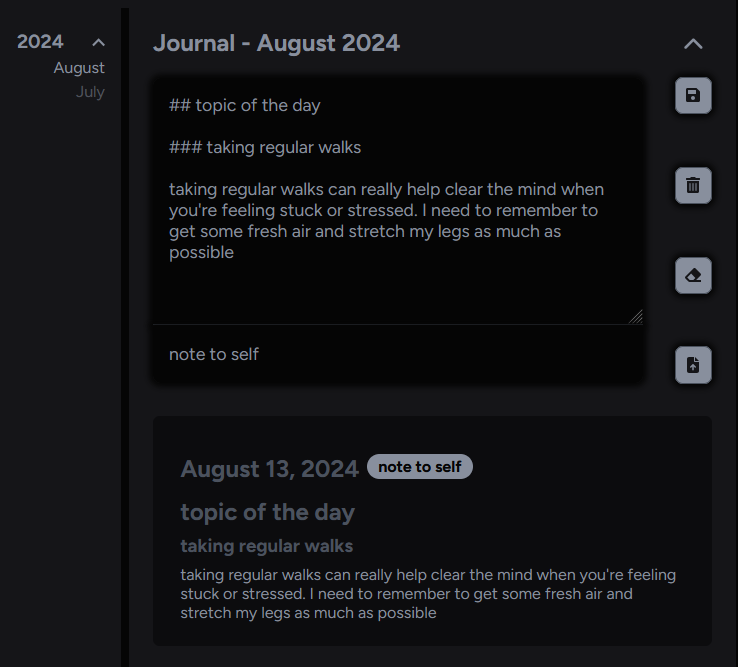 2024
August
July
Journal - August 2024
## topic of the day
### taking regular walks
taking regular walks can really help clear the mind when
you're feeling stuck or stressed. I need to remember to
get some fresh air and stretch my legs as much as
possible
note to self
August 13, 2024 note to self
topic of the day
taking regular walks
taking regular walks can really help clear the mind when you're feeling
stuck or stressed. I need to remember to get some fresh air and
stretch my legs as much as possible